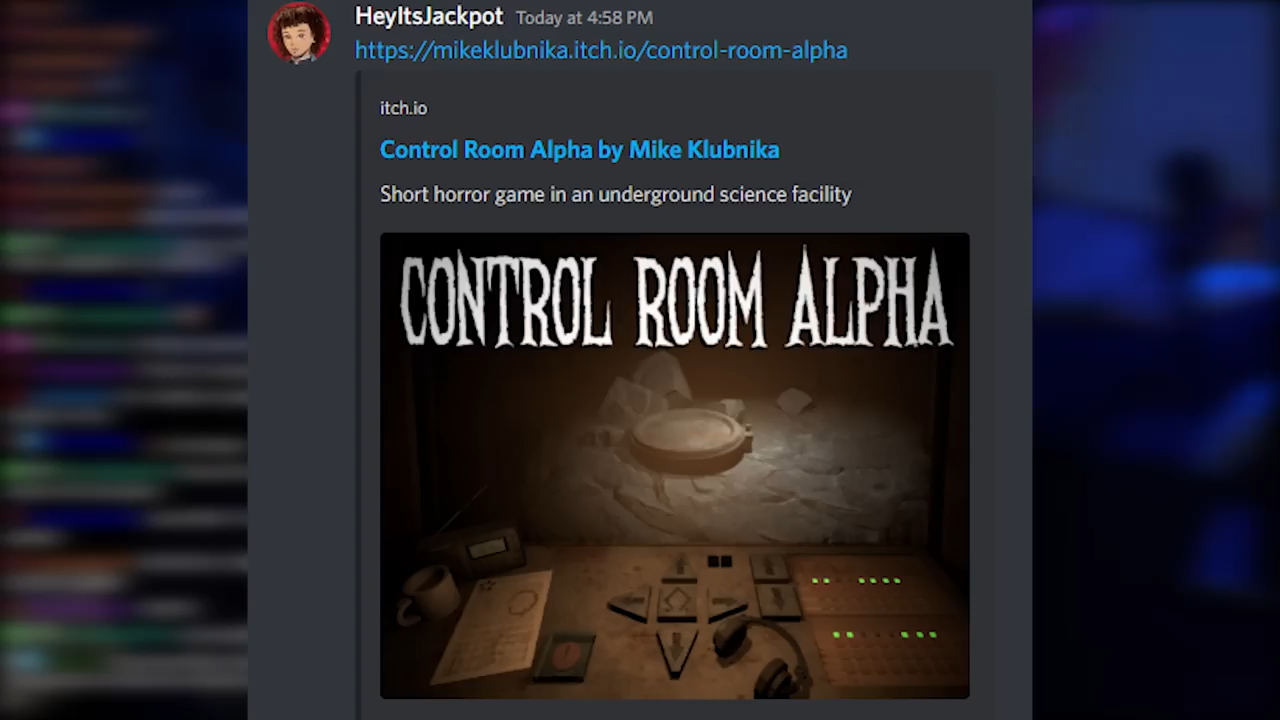 HeyItsJackpot Today at 4:58 PM
https://mikeklubnika.itch.io/control-room-alpha
itch.io
Control Room Alpha by Mike Klubnika
Short horror game in an underground science facility
CONTROL ROOM ALPHA